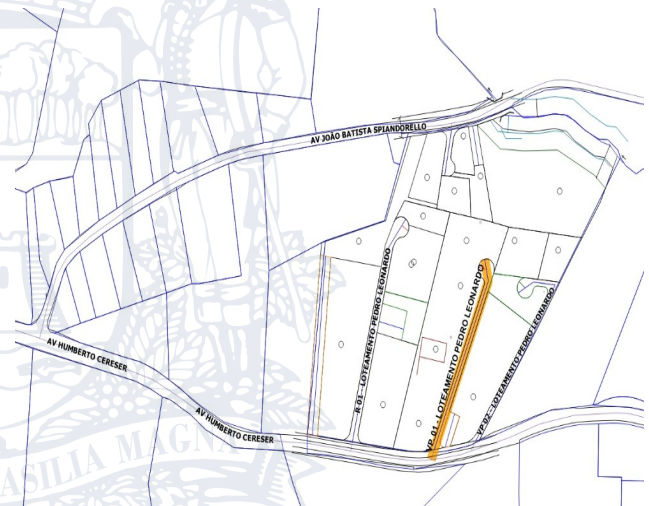 AV JOÃO BATISTA SPIANDORELLO
R 01 - LOTEAMENTO PEDRO LEONARDO
VP 01 - LOTEAMENTO PEDRO LEONARDO
VP 02 - LOTEAMENTO PEDRO LEONARDO
AV HUMBERTO CERESER
AV HUMBERTO CERESER
ASILIA MAGNA